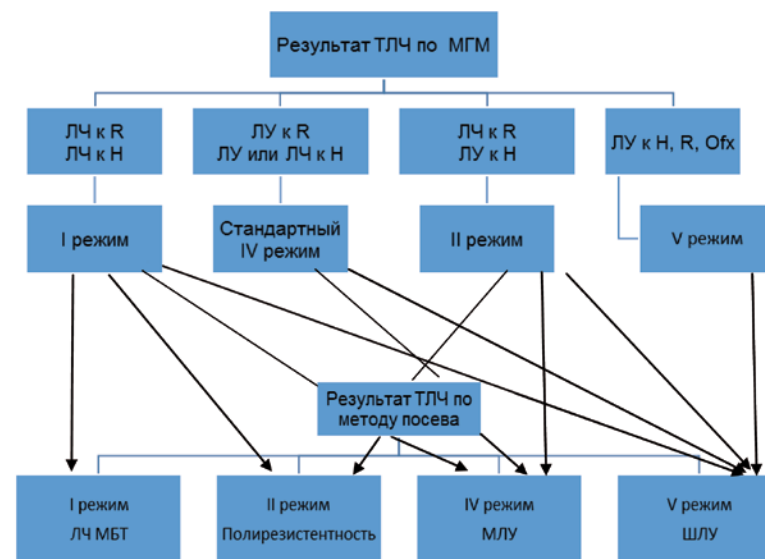 Результат ТЛЧ по МГМ
ЛЧ к R
ЛЧ к H
ЛУ к R
ЛУ или ЛЧ к H
ЛЧ к R
ЛУ к H
ЛУ к H, R, Ofx
I режим
Стандартный
IV режим
II режим
V режим
Результат ТЛЧ по
методу посева
I режим
ЛЧ МБТ
II режим
Полирезистентность
IV режим
МЛУ
V режим
ШЛУ